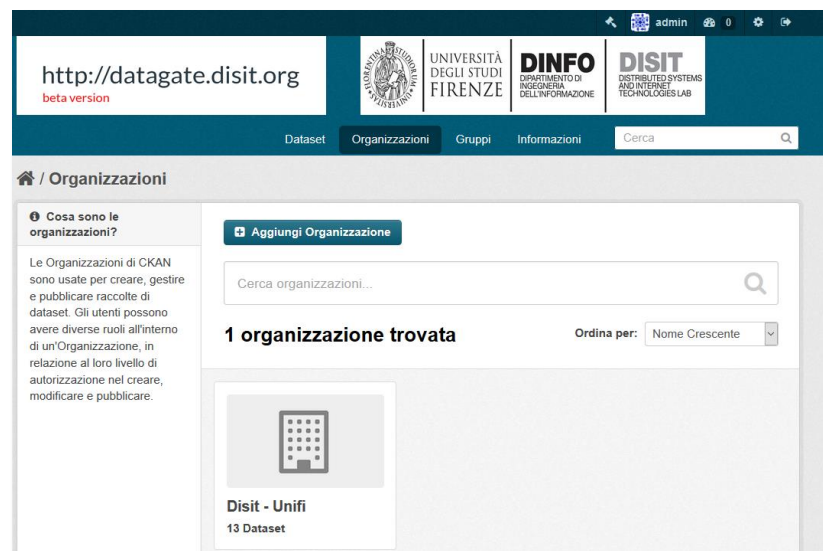 admin 0
http://datagate.disit.org
beta version
UNIVERSITÀ
DEGLI STUDI
FIRENZE
DINFO
DIPARTIMENTO DI
INGEGNERIA
DELL'INFORMAZIONE
DISIT
DISTRIBUTED SYSTEMS
AND INTERNET
TECHNOLOGIES LAB
Dataset Organizzazioni Gruppi Informazioni Cerca
/ Organizzazioni
Cosa sono le
organizzazioni?
Le Organizzazioni di CKAN
sono usate per creare, gestire
e pubblicare raccolte di
dataset. Gli utenti possono
avere diverse ruoli all'interno
di un'Organizzazione, in
relazione al loro livello di
autorizzazione nel creare,
modificare e pubblicare.
Aggiungi Organizzazione
Cerca organizzazioni...
1 organizzazione trovata
Ordina per: Nome Crescente
Disit - Unifi
13 Dataset